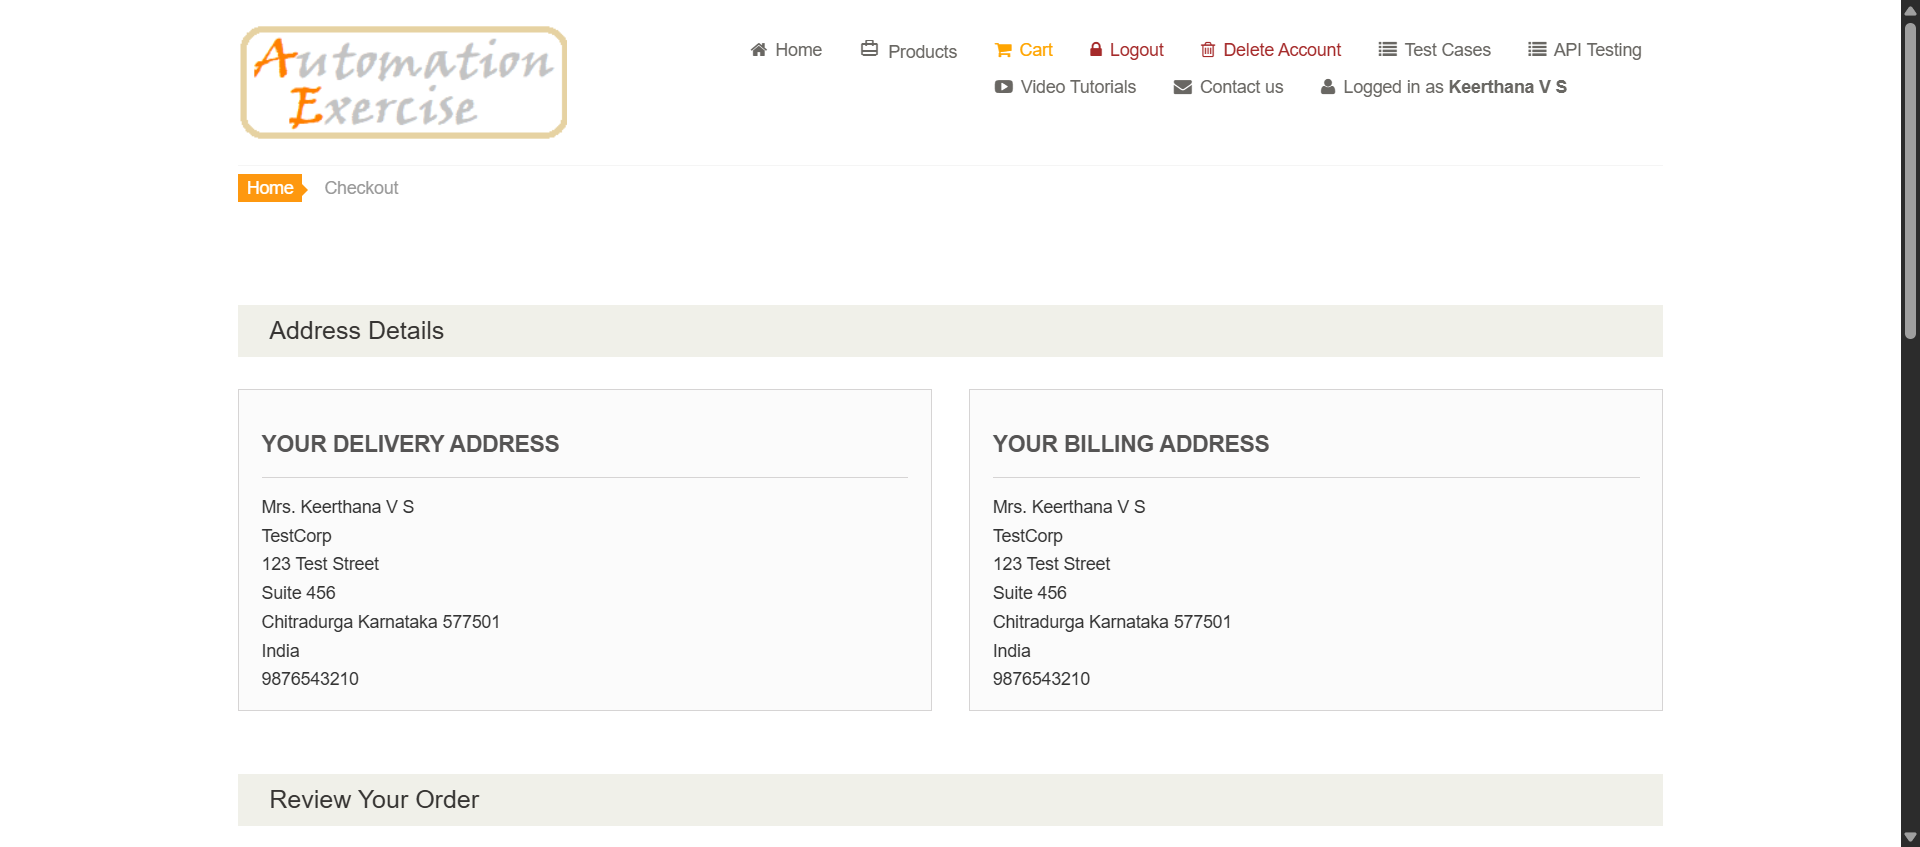 Automation
Exercise
Home
Products
Cart
Logout
Delete Account
Test Cases
API Testing
Video Tutorials
Contact us
Logged in as Keerthana V S
Home
Checkout
Address Details
YOUR DELIVERY ADDRESS
Mrs. Keerthana V S
TestCorp
123 Test Street
Suite 456
Chitradurga Karnataka 577501
India
9876543210
YOUR BILLING ADDRESS
Mrs. Keerthana V S
TestCorp
123 Test Street
Suite 456
Chitradurga Karnataka 577501
India
9876543210
Review Your Order